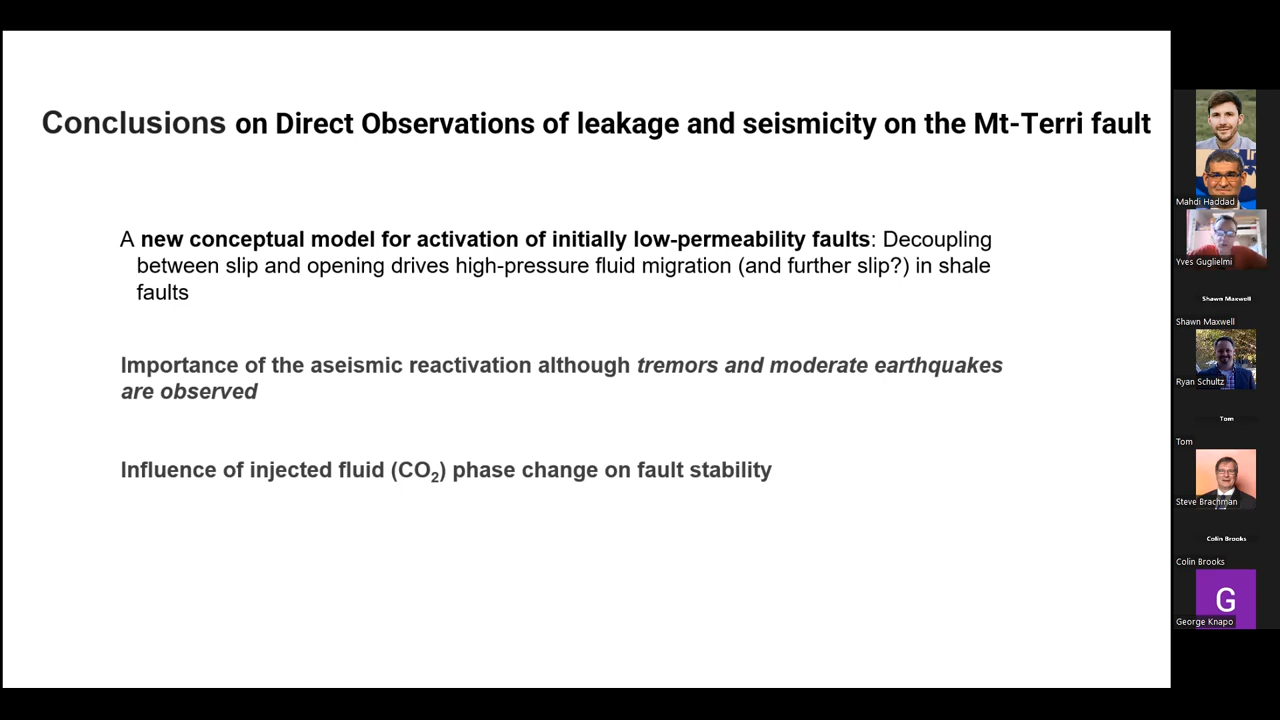 Conclusions on Direct Observations of leakage and seismicity on the Mt-Terri fault
A new conceptual model for activation of initially low-permeability faults: Decoupling
between slip and opening drives high-pressure fluid migration (and further slip?) in shale
faults
Importance of the aseismic reactivation although tremors and moderate earthquakes
are observed
Influence of injected fluid (CO₂) phase change on fault stability
Mahdi Haddad
Yves Guglielmi
Shawn Maxwell
Shawn Maxwell
Ryan Schultz
Tom
Tom
Steve Brachman
Colin Brooks
Colin Brooks
G
George Knapo